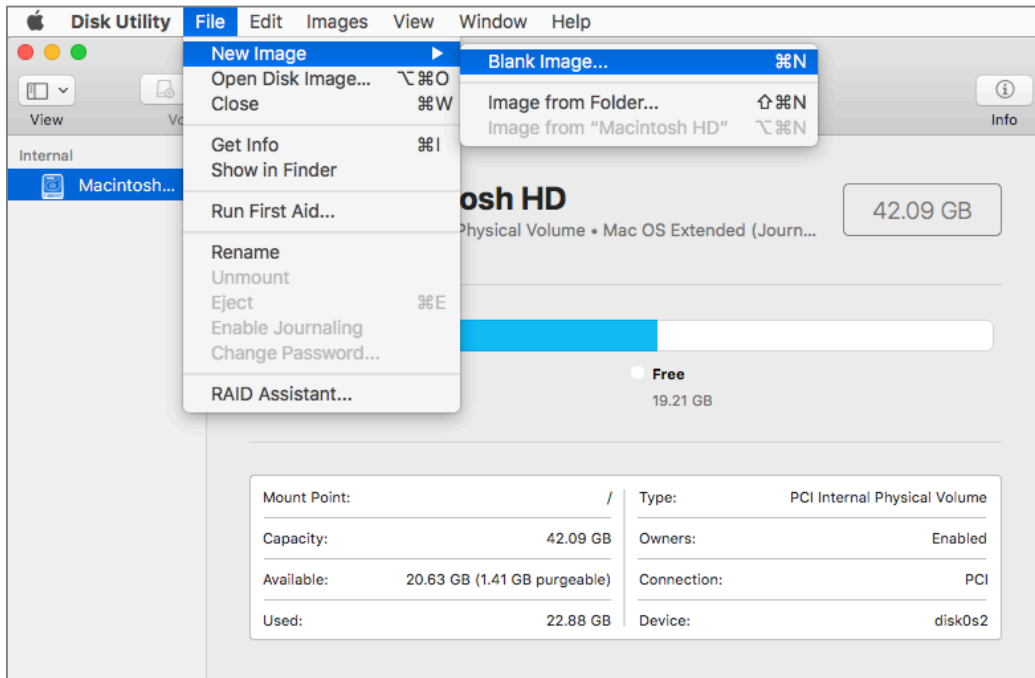 Disk Utility File Edit Images View Window Help
New Image
Open Disk Image... ⌥⌘O
Close ⌘W
Get Info ⌘I
Show in Finder
Run First Aid...
Rename
Unmount
Eject ⌘E
Enable Journaling
Change Password...
RAID Assistant...
Blank Image... ⌘N
Image from Folder... ⇧⌘N
Image from “Macintosh HD” ⌥⌘N
View
Info
Internal
Macintosh...
osh HD
Physical Volume • Mac OS Extended (Journ...
42.09 GB
Free
19.21 GB
Mount Point: /
Capacity: 42.09 GB
Available: 20.63 GB (1.41 GB purgeable)
Used: 22.88 GB
Type: PCI Internal Physical Volume
Owners: Enabled
Connection: PCI
Device: disk0s2